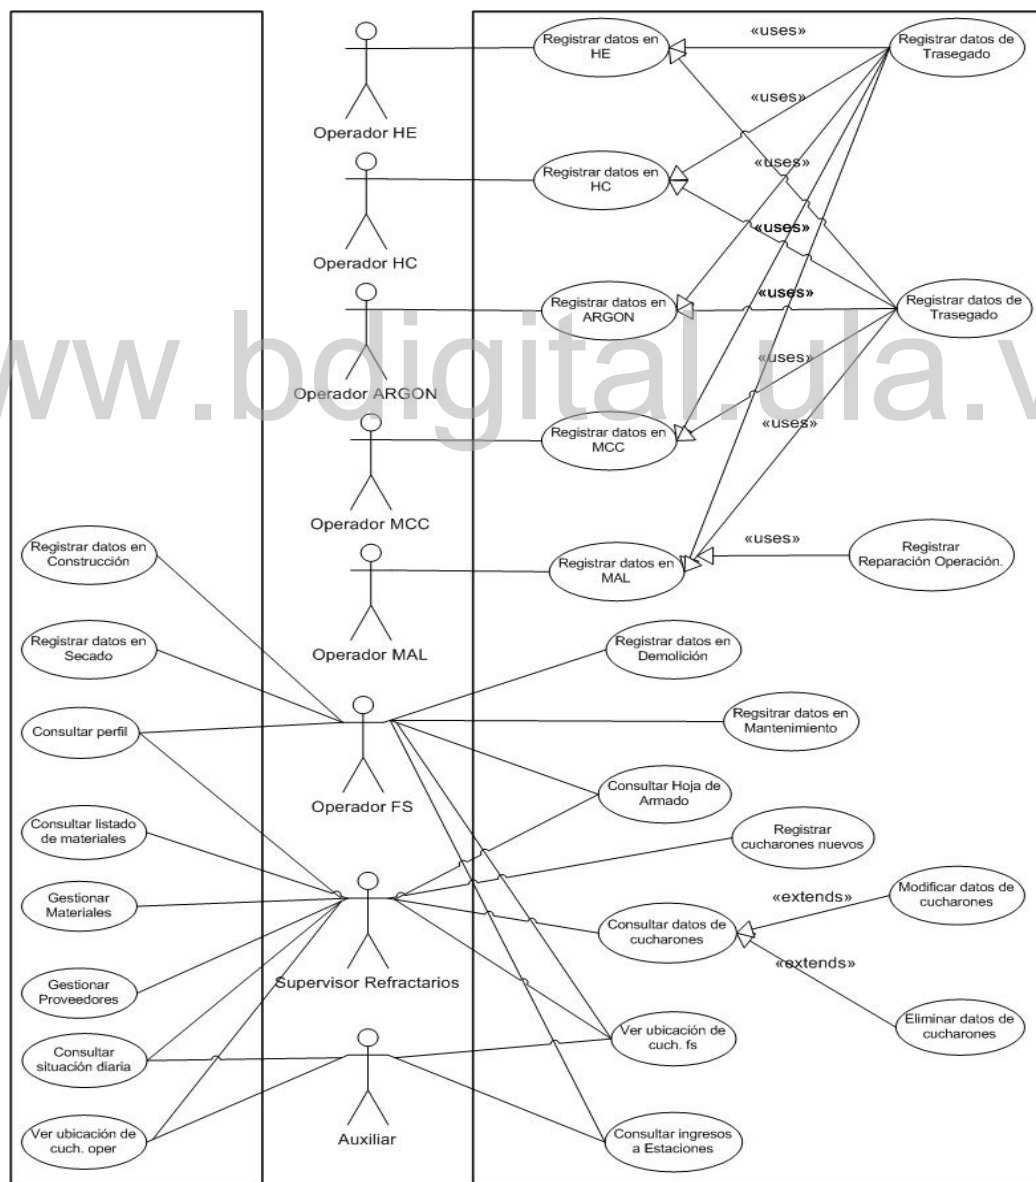 Registrar datos en
HE
«uses»
Registrar datos de
Trasegado
Operador HE
«uses»
Registrar datos en
HC
«uses»
Operador HC
«uses»
Registrar datos en
ARGON
«uses»
Registrar datos de
Trasegado
Operador ARGON
www.bdigital.ula.v
«uses»
Registrar datos en
MCC
«uses»
Operador MCC
Registrar datos en
Construcción
Registrar datos en
MAL
«uses»
Registrar
Reparación Operación.
Operador MAL
Registrar datos en
Secado
Registrar datos en
Demolición
Consultar perfil
Regsitrar datos en
Mantenimiento
Operador FS
Consultar Hoja de
Armado
Consultar listado
de materiales
Registrar
cucharones nuevos
Gestionar
Materiales
Supervisor Refractarios
Consultar datos de
cucharones
«extends»
Modificar datos de
cucharones
«extends»
Eliminar datos de
cucharones
Gestionar
Proveedores
Consultar
situación diaria
Ver ubicación de
cuch. fs
Ver ubicación de
cuch. oper
Auxiliar
Consultar ingresos
a Estaciones